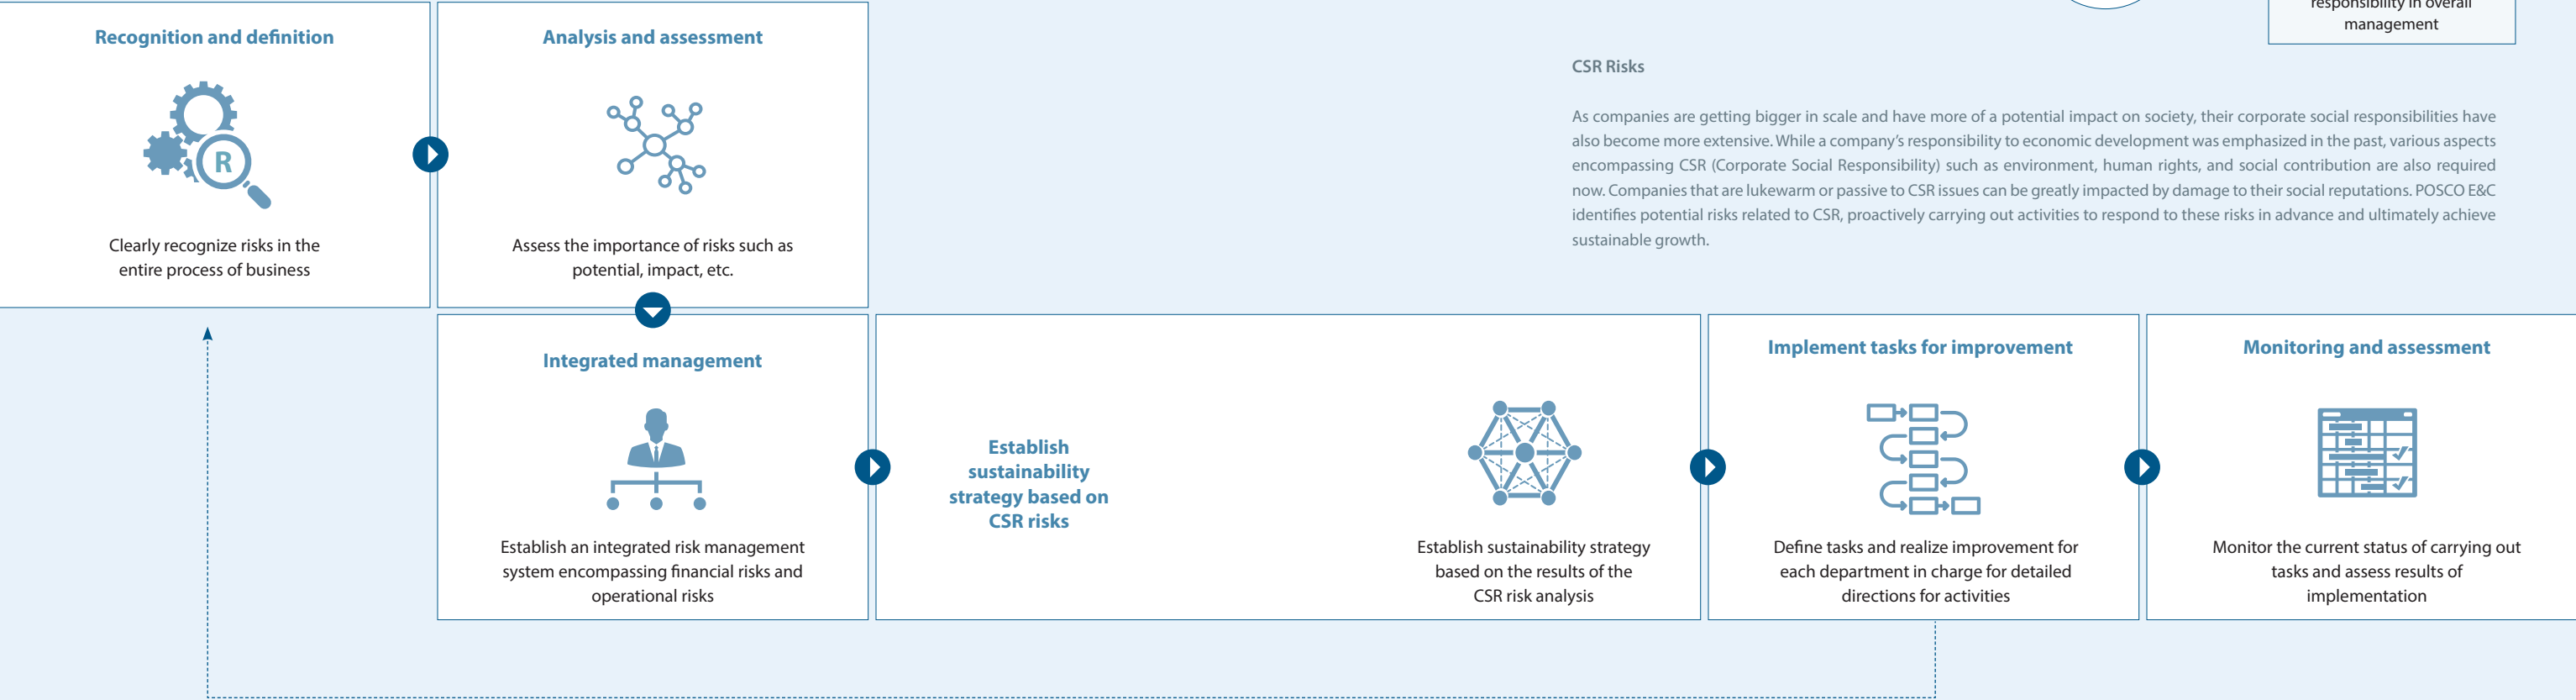 responsibility in overall
management
Recognition and definition
R
Clearly recognize risks in the
entire process of business
Analysis and assessment
Assess the importance of risks such as
potential, impact, etc.
CSR Risks
As companies are getting bigger in scale and have more of a potential impact on society, their corporate social responsibilities have
also become more extensive. While a company’s responsibility to economic development was emphasized in the past, various aspects
encompassing CSR (Corporate Social Responsibility) such as environment, human rights, and social contribution are also required
now. Companies that are lukewarm or passive to CSR issues can be greatly impacted by damage to their social reputations. POSCO E&C
identifies potential risks related to CSR, proactively carrying out activities to respond to these risks in advance and ultimately achieve
sustainable growth.
Integrated management
Establish an integrated risk management
system encompassing financial risks and
operational risks
Establish
sustainability
strategy based on
CSR risks
Establish sustainability strategy
based on the results of the
CSR risk analysis
Implement tasks for improvement
Define tasks and realize improvement for
each department in charge for detailed
directions for activities
Monitoring and assessment
Monitor the current status of carrying out
tasks and assess results of
implementation